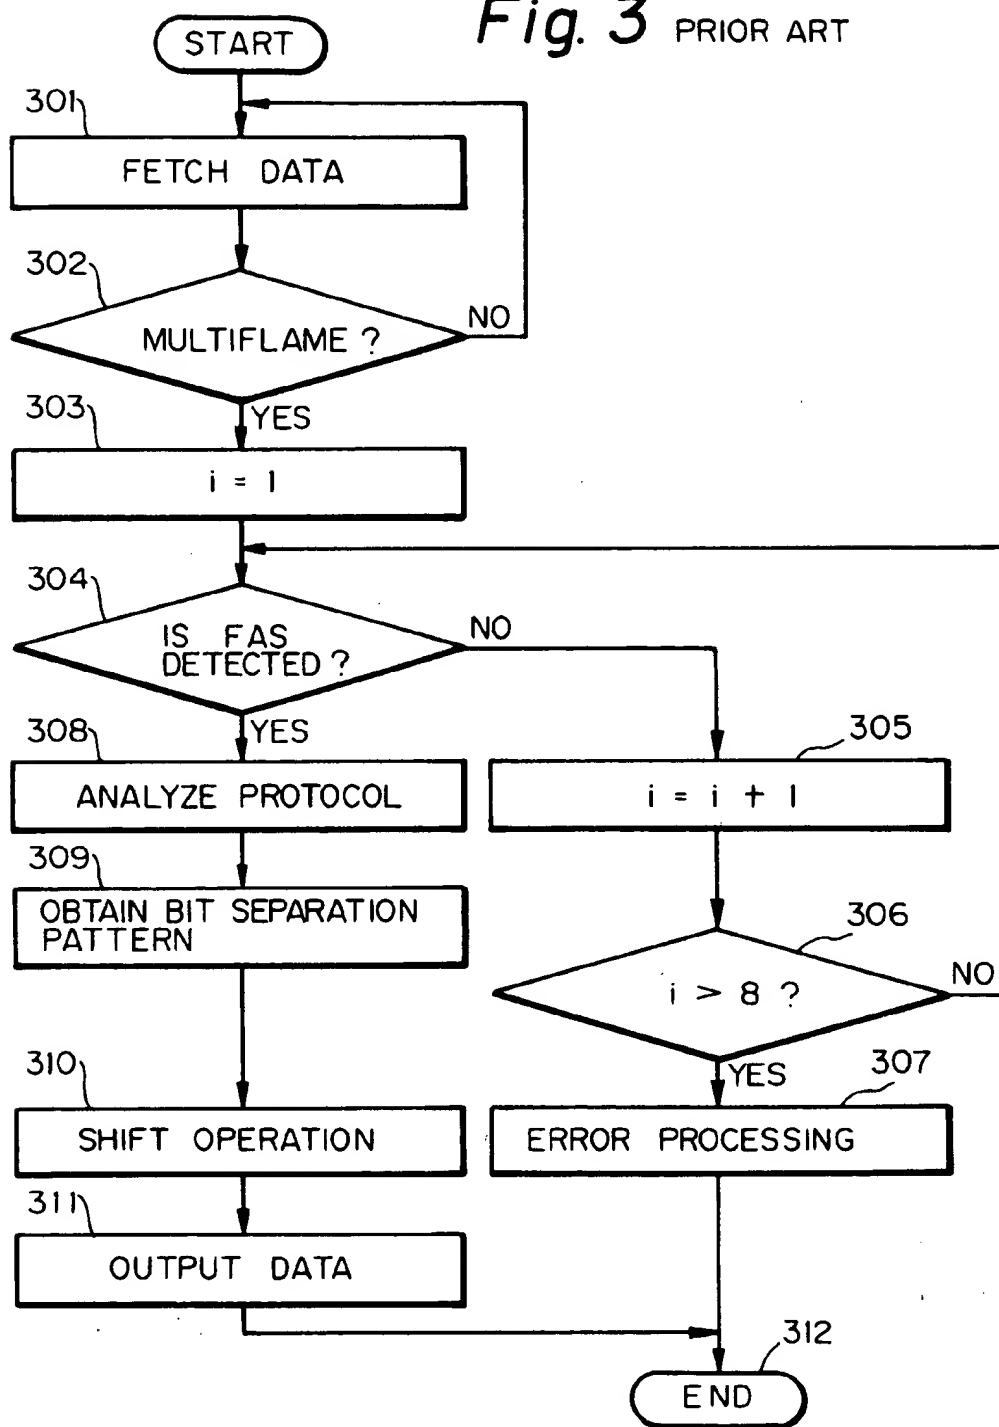 Fig. 3 PRIOR ART
START
301
FETCH DATA
302
MULTIFLAME ?
NO
YES
303
i = 1
304
IS FAS
DETECTED ?
NO
YES
308
ANALYZE PROTOCOL
305
i = i + 1
309
OBTAIN BIT SEPARATION
PATTERN
306
i > 8 ?
NO
YES
310
SHIFT OPERATION
307
ERROR PROCESSING
311
OUTPUT DATA
312
END